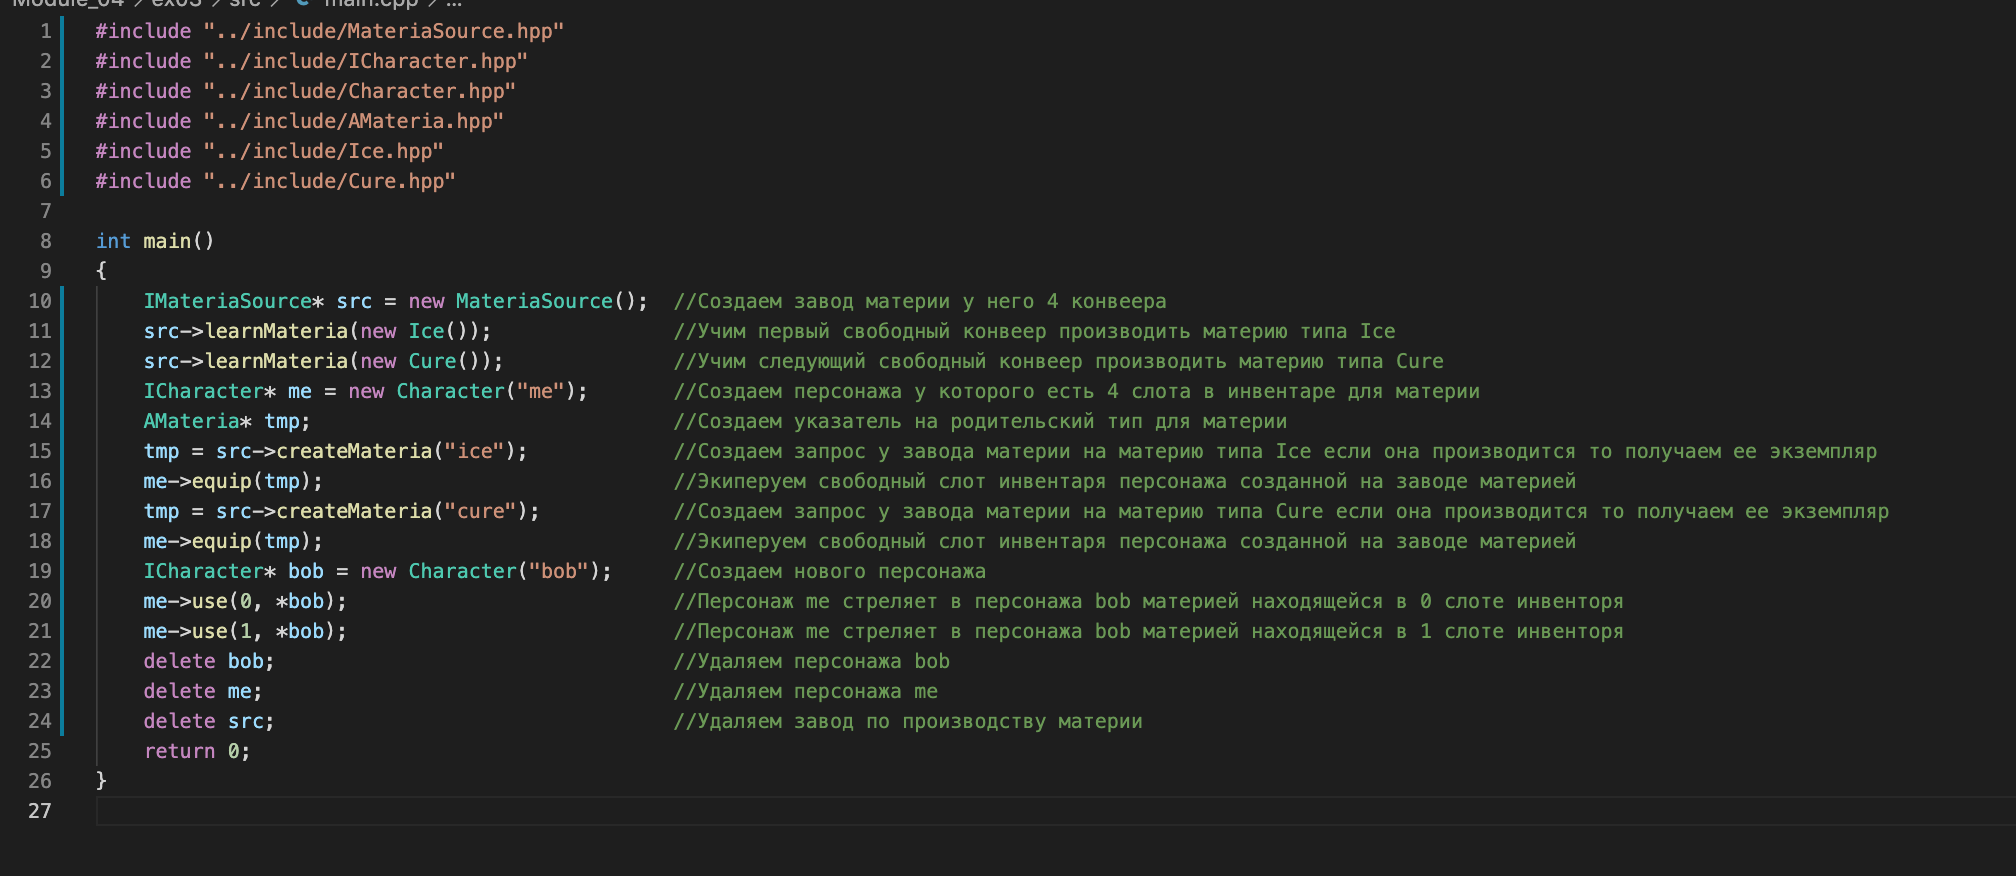 Module_04 > ex03 > src > main.cpp > ...
1 #include "../include/MateriaSource.hpp"
2 #include "../include/ICharacter.hpp"
3 #include "../include/Character.hpp"
4 #include "../include/AMateria.hpp"
5 #include "../include/Ice.hpp"
6 #include "../include/Cure.hpp"
7
8 int main()
9 {
10 IMateriaSource* src = new MateriaSource(); //Создаем завод материи у него 4 конвеера
11 src->learnMateria(new Ice()); //Учим первый свободный конвеер производить материю типа Ice
12 src->learnMateria(new Cure()); //Учим следующий свободный конвеер производить материю типа Cure
13 ICharacter* me = new Character("me"); //Создаем персонажа у которого есть 4 слота в инвентаре для материи
14 AMateria* tmp; //Создаем указатель на родительский тип для материи
15 tmp = src->createMateria("ice"); //Создаем запрос у завода материи на материю типа Ice если она производится то получаем ее экземпляр
16 me->equip(tmp); //Экиперуем свободный слот инвентаря персонажа созданной на заводе материей
17 tmp = src->createMateria("cure"); //Создаем запрос у завода материи на материю типа Cure если она производится то получаем ее экземпляр
18 me->equip(tmp); //Экиперуем свободный слот инвентаря персонажа созданной на заводе материей
19 ICharacter* bob = new Character("bob"); //Создаем нового персонажа
20 me->use(0, *bob); //Персонаж me стреляет в персонажа bob материей находящейся в 0 слоте инвенторя
21 me->use(1, *bob); //Персонаж me стреляет в персонажа bob материей находящейся в 1 слоте инвенторя
22 delete bob; //Удаляем персонажа bob
23 delete me; //Удаляем персонажа me
24 delete src; //Удаляем завод по производству материи
25 return 0;
26 }
27